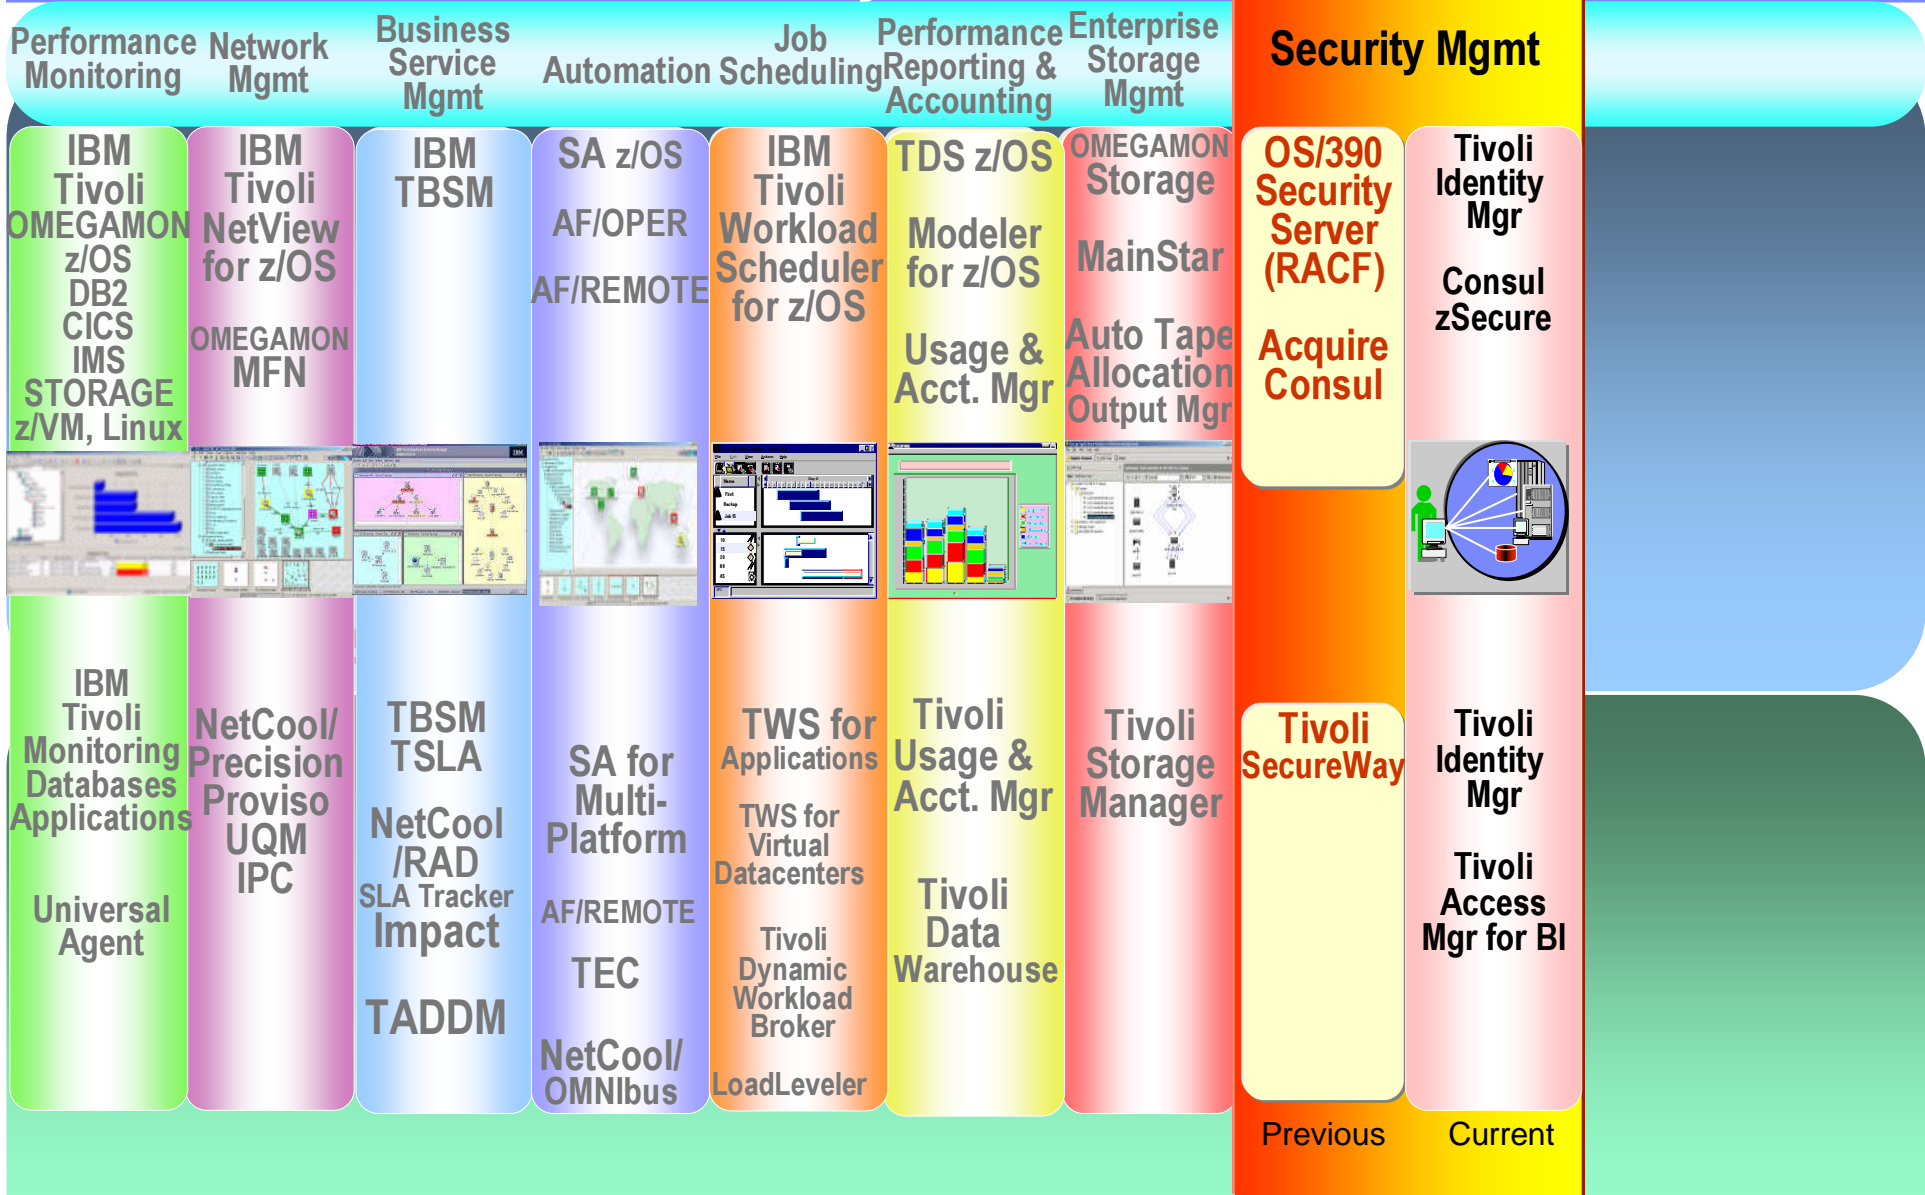 Performance
Monitoring
Network
Mgmt
Business
Service
Mgmt
Automation
Job
Scheduling
Performance
Reporting &
Accounting
Enterprise
Storage
Mgmt
Security Mgmt
IBM
Tivoli
OMEGAMON
z/OS
DB2
CICS
IMS
STORAGE
z/VM, Linux
IBM
Tivoli
NetView
for z/OS
OMEGAMON
MFN
IBM
TBSM
SA z/OS
AF/OPER
AF/REMOTE
IBM
Tivoli
Workload
Scheduler
for z/OS
TDS z/OS
Modeler
for z/OS
Usage &
Acct. Mgr
OMEGAMON
Storage
MainStar
Auto Tape
Allocation
Output Mgr
OS/390
Security
Server
(RACF)
Acquire
Consul
Tivoli
Identity
Mgr
Consul
zSecure
IBM
Tivoli
Monitoring
Databases
Applications
Universal
Agent
NetCool/
Precision
Proviso
UQM
IPC
TBSM
TSLA
NetCool
/RAD
SLA Tracker
Impact
TADDM
SA for
Multi-
Platform
AF/REMOTE
TEC
NetCool/
OMNIbus
TWS for
Applications
TWS for
Virtual
Datacenters
Tivoli
Dynamic
Workload
Broker
LoadLeveler
Tivoli
Usage &
Acct. Mgr
Tivoli
Data
Warehouse
Tivoli
Storage
Manager
Tivoli
SecureWay
Tivoli
Identity
Mgr
Tivoli
Access
Mgr for BI
Previous
Current